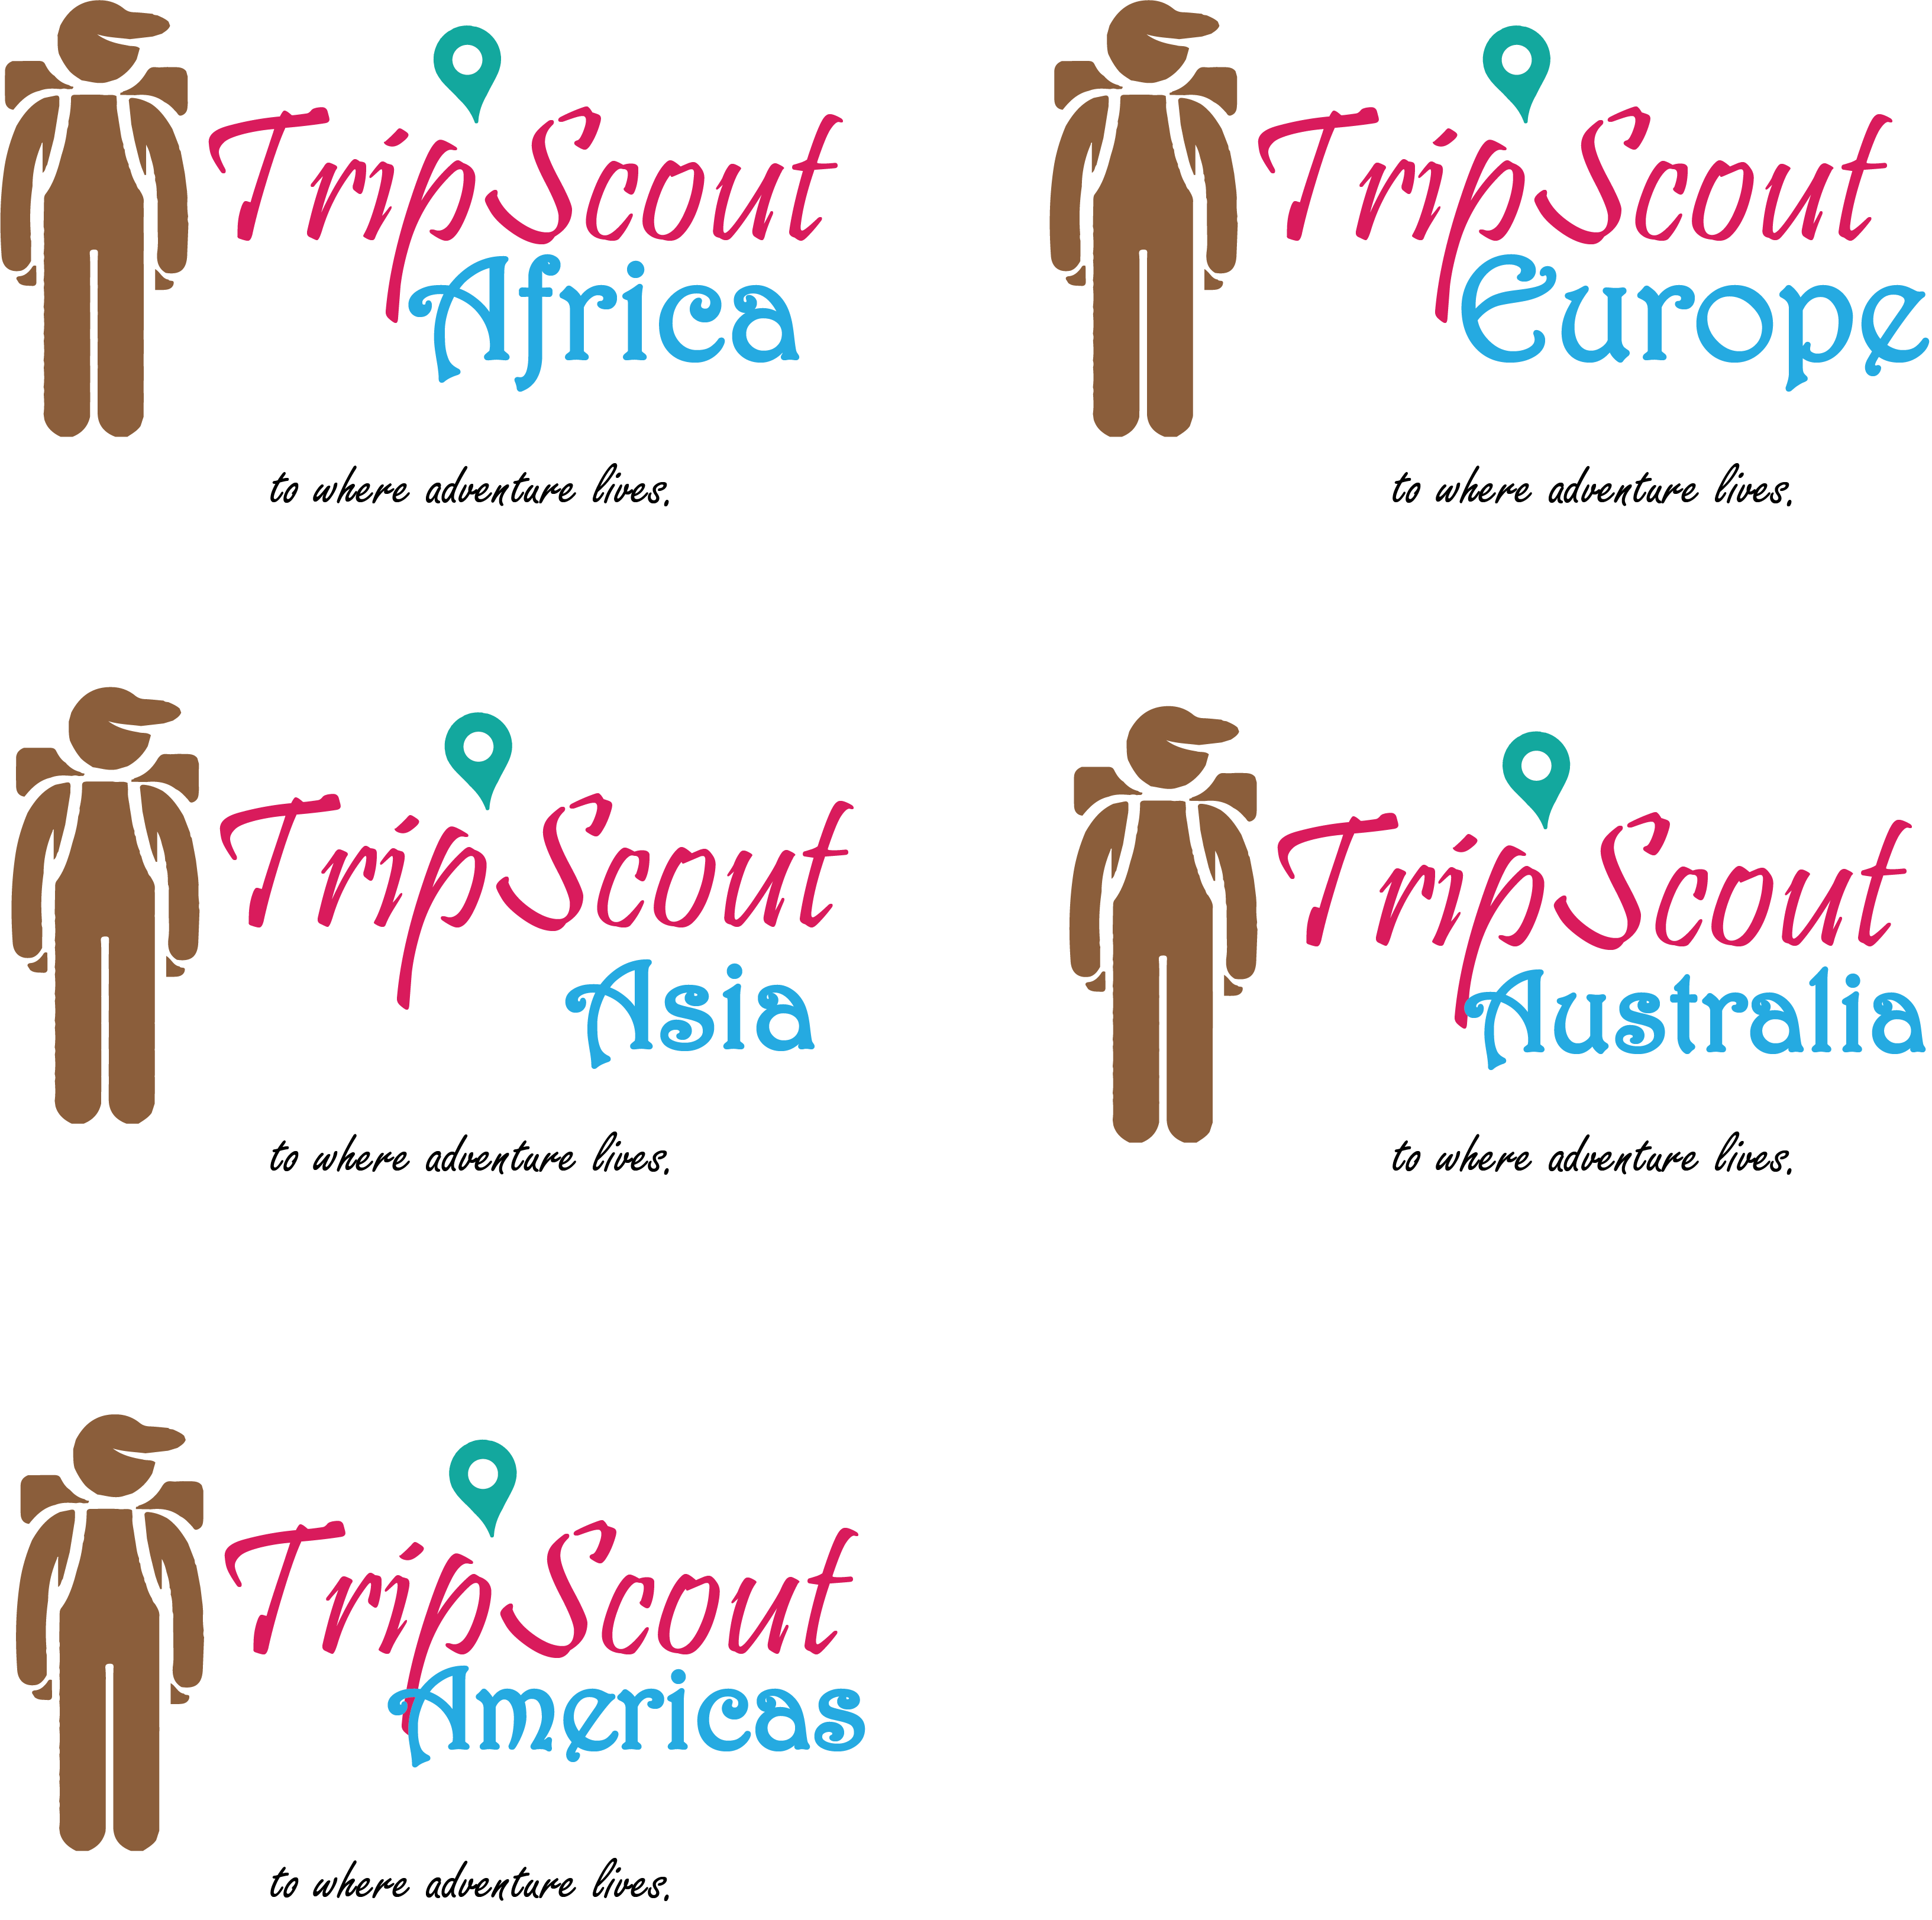 TripScout
Africa
to where adventure lives.
TripScout
Europe
to where adventure lives.
TripScout
Asia
to where adventure lives.
TripScout
Australia
to where adventure lives.
TripScout
Americas
to where adventure lives.